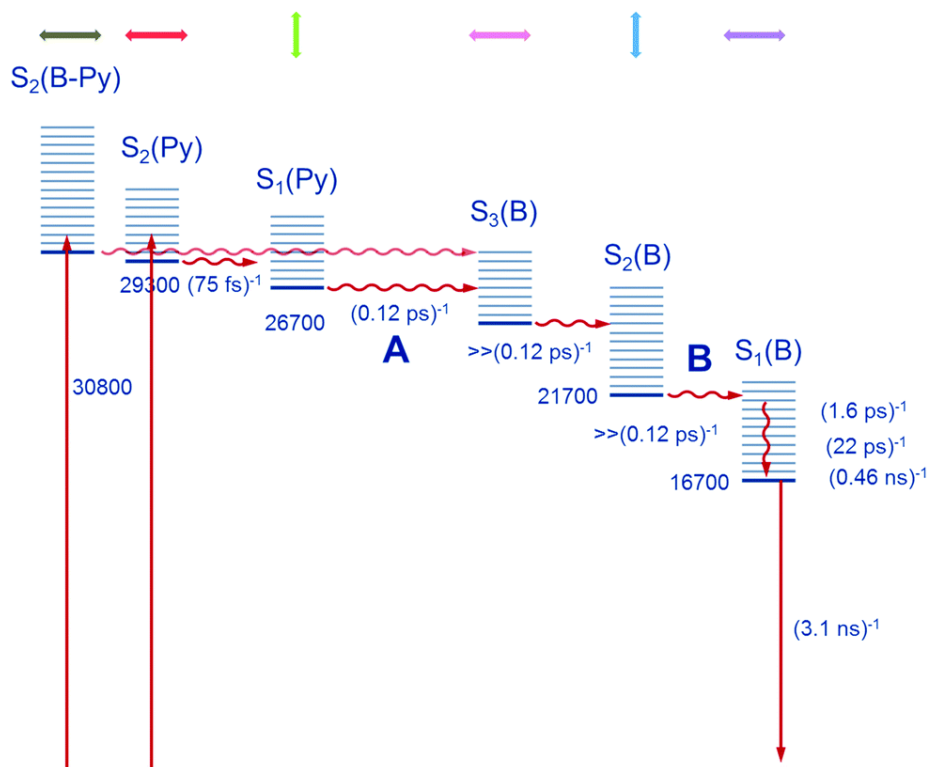 S₂(B-Py)
S₂(Py)
S₁(Py)
S₃(B)
S₂(B)
S₁(B)
29300 (75 fs)⁻¹
26700
(0.12 ps)⁻¹
A
>>(0.12 ps)⁻¹
B
30800
21700
>>(0.12 ps)⁻¹
(1.6 ps)⁻¹
(22 ps)⁻¹
16700
(0.46 ns)⁻¹
(3.1 ns)⁻¹